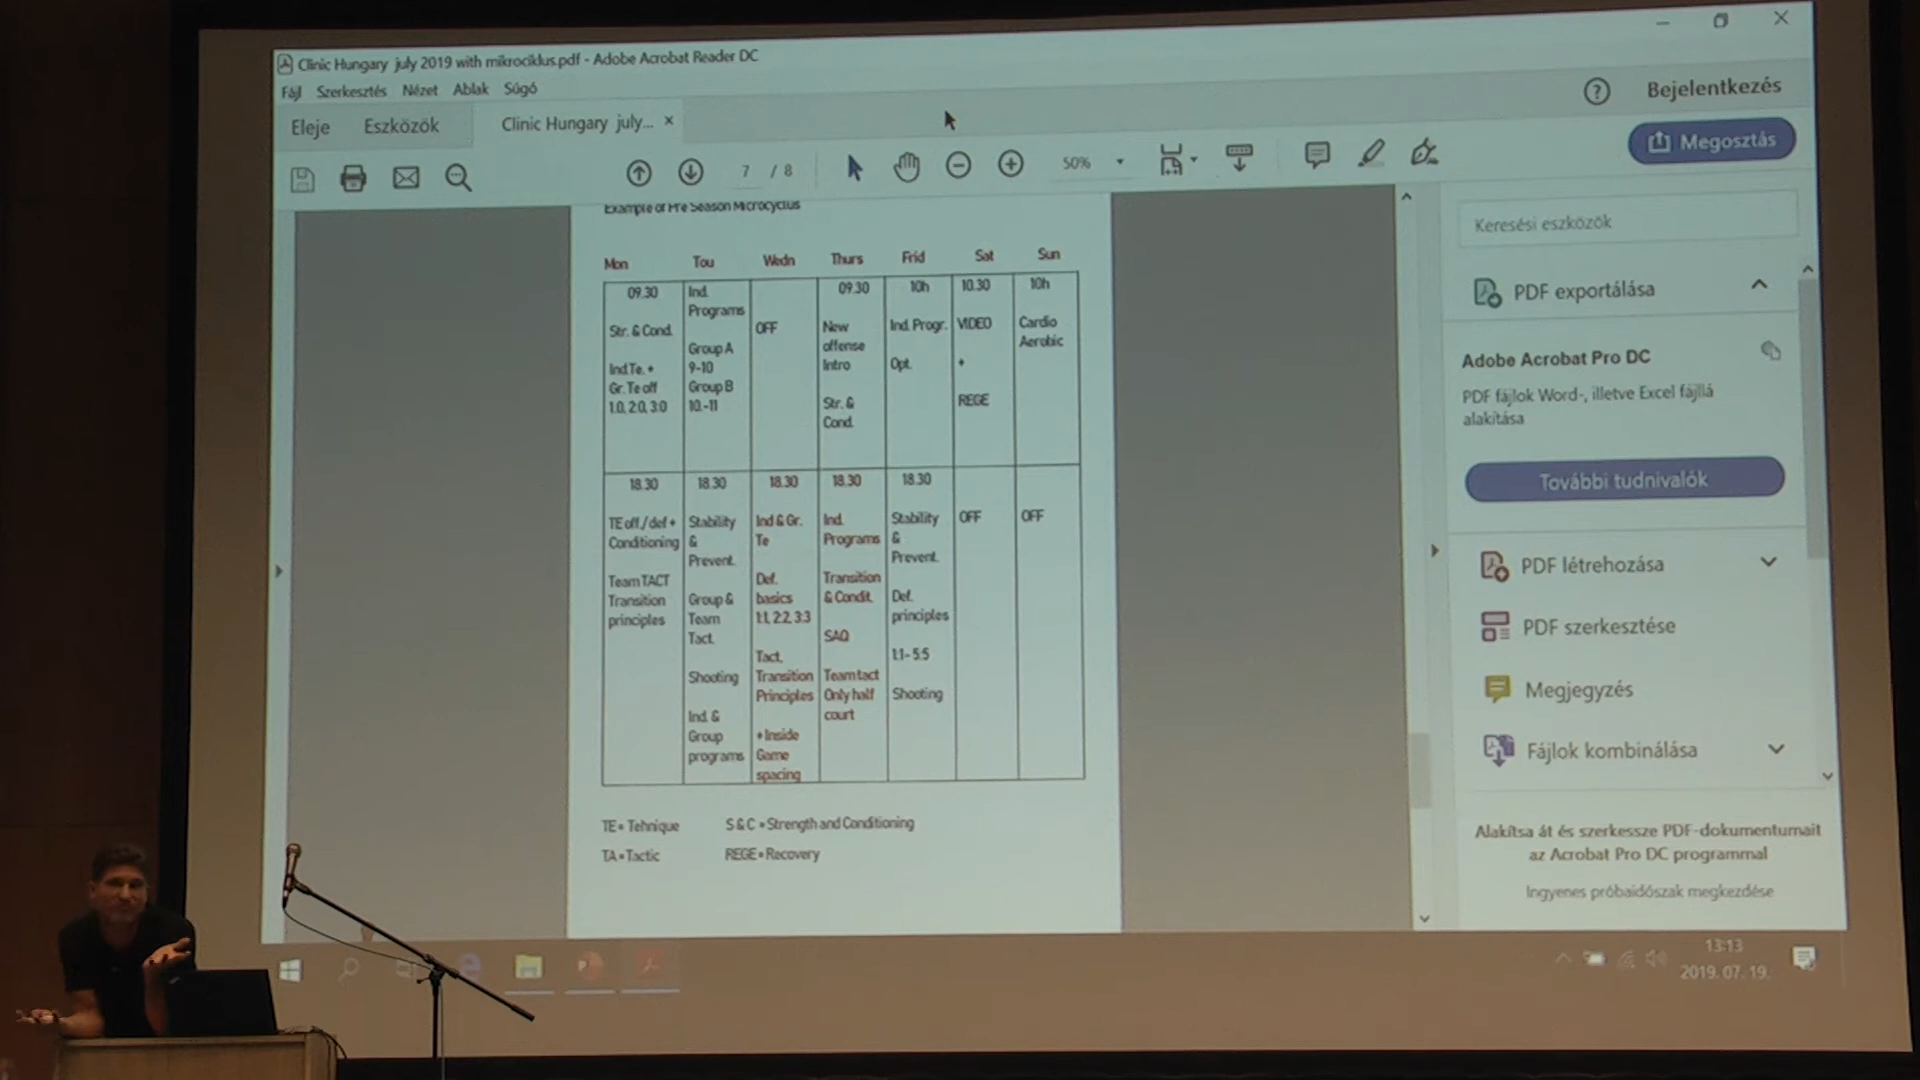 Clinic Hungary july 2019 with mikrociklus.pdf - Adobe Acrobat Reader DC
Fájl Szerkesztés Nézet Ablak Súgó
Bejelentkezés
Eleje Eszközök Clinic Hungary july... ×
7 / 8 50% Megosztás
Example of Pre Season Microcyclus
Mon Tou Wedn Thurs Frid Sat Sun
09.30
Str. & Cond.
Ind.Te. +
Gr. Te off
1:0, 2:0, 3:0
Ind.
Programs
Group A
9-10
Group B
10.-11
OFF
09.30
New
offense
Intro
Str. &
Cond.
10h
Ind. Progr.
Opt.
10.30
VIDEO
+
REGE
10h
Cardio
Aerobic
18.30
TE off./ def +
Conditioning
Team TACT
Transition
principles
18.30
Stability
&
Prevent.
Group &
Team
Tact.
Shooting
Ind. &
Group
programs
18.30
Ind & Gr.
Te
Def.
basics
1:1, 2:2, 3:3
Tact.
Transition
Principles
+ Inside
Game
spacing
18.30
Ind.
Programs
Transition
& Condit.
SAQ
Team tact
Only half
court
18.30
Stability
&
Prevent.
Def.
principles
1:1 - 5:5
Shooting
OFF
OFF
TE = Tehnique S & C = Strength and Conditioning
TA = Tactic REGE = Recovery
Keresési eszközök
PDF exportálása
Adobe Acrobat Pro DC
PDF fájlok Word-, illetve Excel fájllá
alakítása
További tudnivalók
PDF létrehozása
PDF szerkesztése
Megjegyzés
Fájlok kombinálása
Alakítsa át és szerkessze PDF-dokumentumait
az Acrobat Pro DC programmal
Ingyenes próbaidőszak megkezdése
13:13
2019. 07. 19.